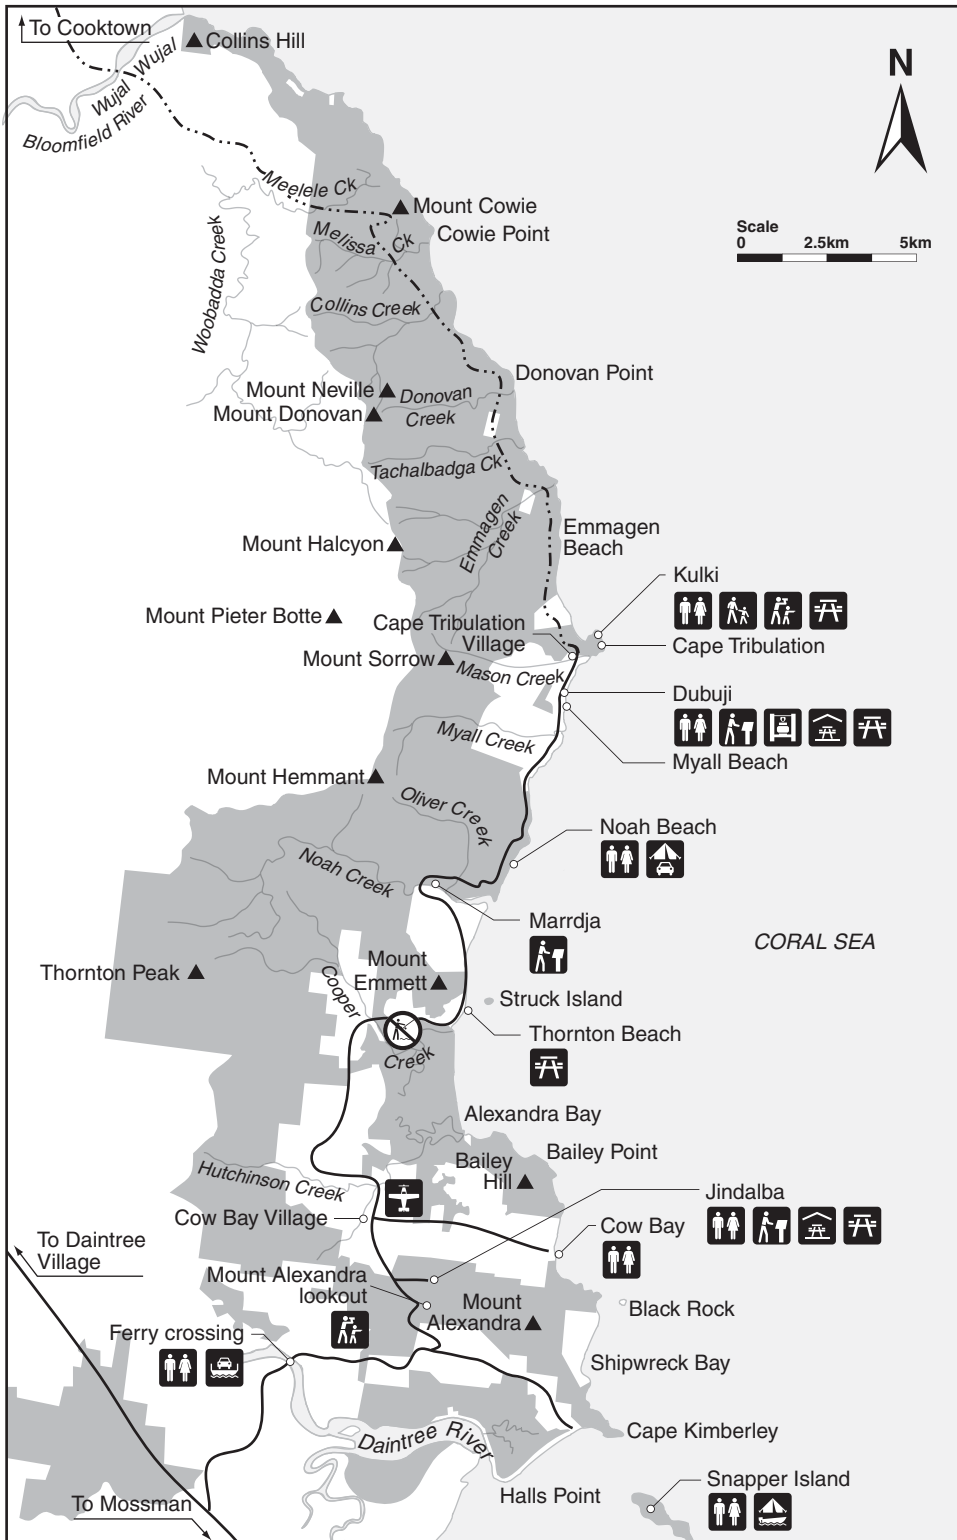 To Cooktown
Collins Hill
Wujal Wujal
Bloomfield River
N
Meelele Ck
Mount Cowie
Cowie Point
Melissa Ck
Scale
0 2.5km 5km
Woobadda Creek
Collins Creek
Donovan Point
Mount Neville
Donovan
Creek
Mount Donovan
Tachalbadga Ck
Emmagen
Creek
Emmagen
Beach
Mount Halcyon
Kulki
Mount Pieter Botte
Cape Tribulation
Village
Cape Tribulation
Mount Sorrow
Mason Creek
Dubuji
Myall Creek
Myall Beach
Mount Hemmant
Oliver Creek
Noah Beach
Noah Creek
Marrdja
CORAL SEA
Mount
Emmett
Thornton Peak
Cooper
Creek
Struck Island
Thornton Beach
Alexandra Bay
Bailey Point
Bailey
Hill
Hutchinson Creek
Jindalba
Cow Bay Village
Cow Bay
To Daintree
Village
Mount Alexandra
lookout
Mount
Alexandra
Black Rock
Ferry crossing
Shipwreck Bay
Cape Kimberley
Daintree River
Snapper Island
Halls Point
To Mossman